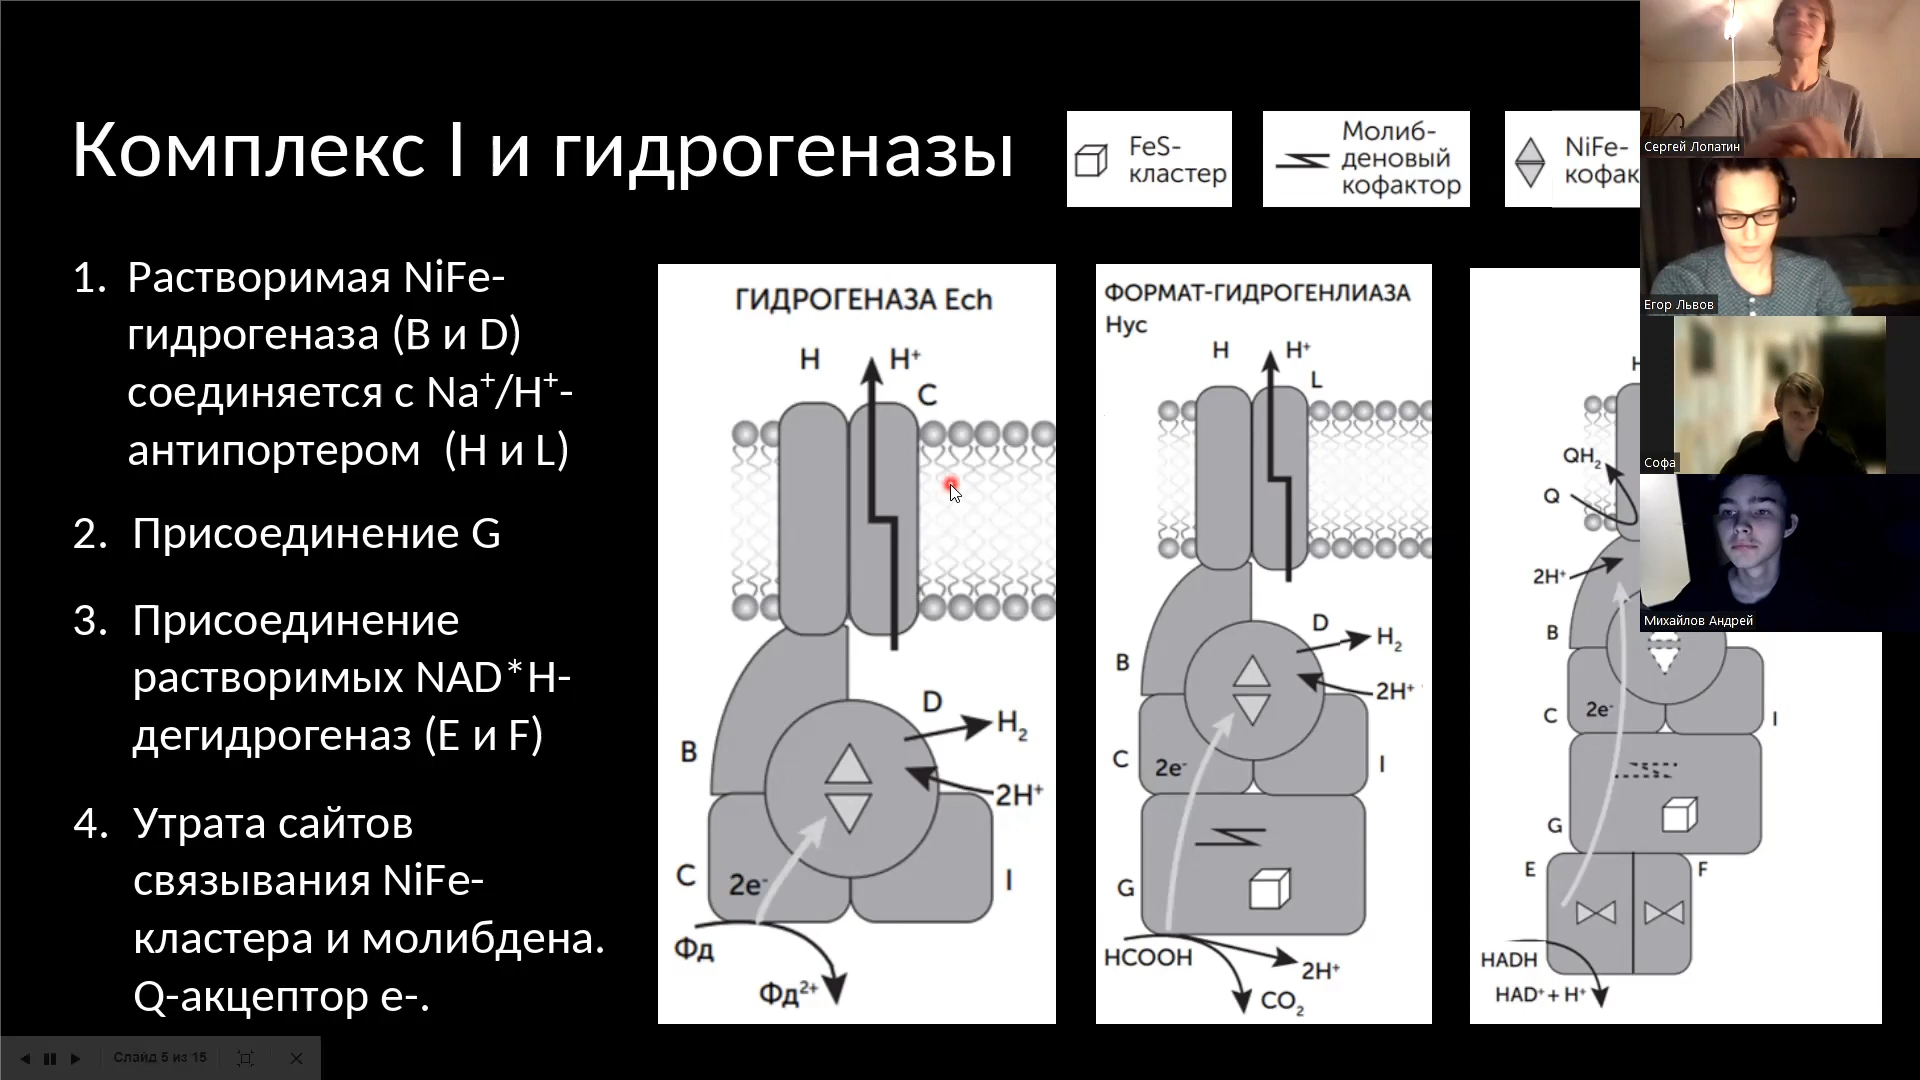 Комплекс I и гидрогеназы
FeS-
кластер
Молиб-
деновый
кофактор
NiFe-
кофак
1. Растворимая NiFe-
гидрогеназа (B и D)
соединяется с Na⁺/H⁺-
антипортером (H и L)
2. Присоединение G
3. Присоединение
растворимых NAD*H-
дегидрогеназ (E и F)
4. Утрата сайтов
связывания NiFe-
кластера и молибдена.
Q-акцептор e-.
ГИДРОГЕНАЗА Ech
H
H⁺
C
D
H₂
B
2H⁺
C
2e⁻
I
Фд
Фд²⁺
ФОРМАТ-ГИДРОГЕНЛИАЗА
Hyc
H
H⁺
L
D
H₂
B
2H⁺
C
2e⁻
I
G
HCOOH
2H⁺
CO₂
QH₂
Q
2H⁺
B
C
2e⁻
I
G
E
F
НАDH
НАD⁺ + H⁺
Сергей Лопатин
Егор Львов
Софа
Михайлов Андрей
Слайд 5 из 15